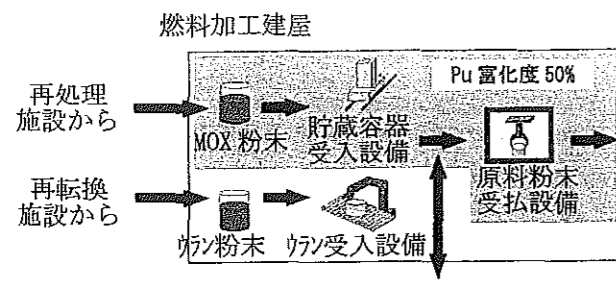 燃料加工建屋
Pu 富化度 50%
再処理
施設から
MOX 粉末
貯蔵容器
受入設備
原料粉末
受払設備
再転換
施設から
ｳﾗﾝ粉末
ｳﾗﾝ受入設備